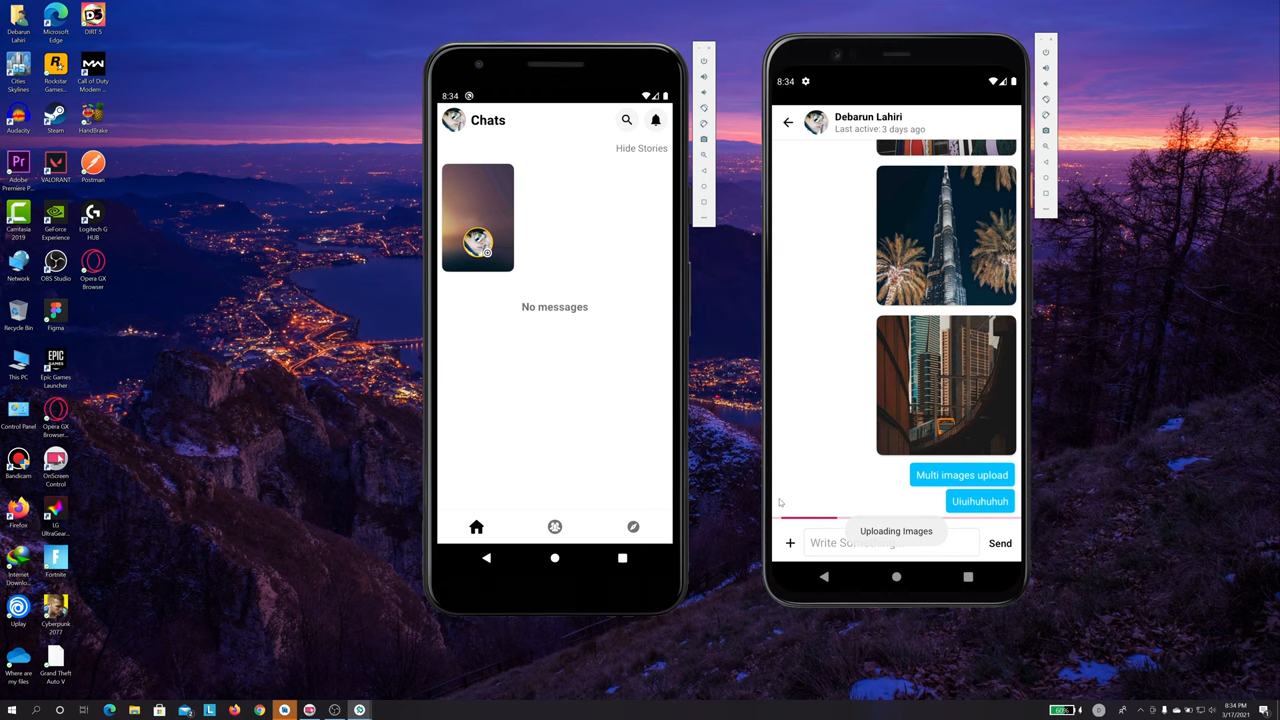 Debarun
Lahiri
Microsoft
Edge
DIRT 5
Cities
Skylines
Rockstar
Games...
Call of Duty
Modern ...
Audacity
Steam
HandBrake
Adobe
Premiere P...
VALORANT
Postman
Camtasia
2019
GeForce
Experience
Logitech G
HUB
Network
OBS Studio
Opera GX
Browser
Recycle Bin
Figma
This PC
Epic Games
Launcher
Control Panel
Opera GX
Browser...
Bandicam
OnScreen
Control
Firefox
LG
UltraGear...
Internet
Downlo...
Fortnite
Uplay
Cyberpunk
2077
Where are
my files
Grand Theft
Auto V
8:34
Chats
Hide Stories
No messages
8:34
Debarun Lahiri
Last active: 3 days ago
Multi images upload
Uiuihuhuhuh
Uploading Images
Write So
Send
60%
8:34 PM
3/17/2021